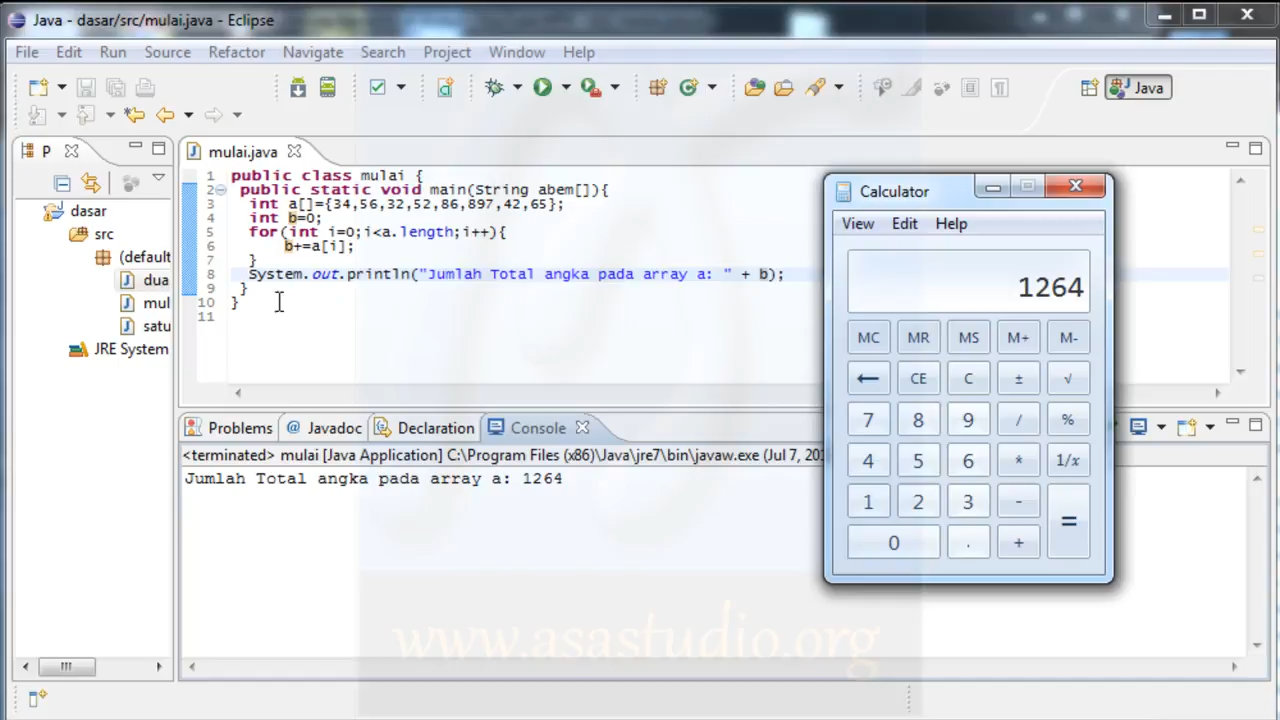 Java - dasar/src/mulai.java - Eclipse
File Edit Run Source Refactor Navigate Search Project Window Help
Java
P
mulai.java
dasar
src
(defaul
dua
mul
satu
JRE System
1 public class mulai {
2 public static void main(String abem[]){
3 int a[]={34,56,32,52,86,897,42,65};
4 int b=0;
5 for(int i=0;i<a.length;i++){
6 b+=a[i];
7 }
8 System.out.println("Jumlah Total angka pada array a: " + b);
9 }
10 }
11
Calculator
View Edit Help
1264
MC MR MS M+ M-
← CE C ± √
7 8 9 / %
4 5 6 * 1/x
1 2 3 - =
0 . +
Problems @ Javadoc Declaration Console
<terminated> mulai [Java Application] C:\Program Files (x86)\Java\jre7\bin\javaw.exe (Jul 7, 20
Jumlah Total angka pada array a: 1264
www.asastudio.org